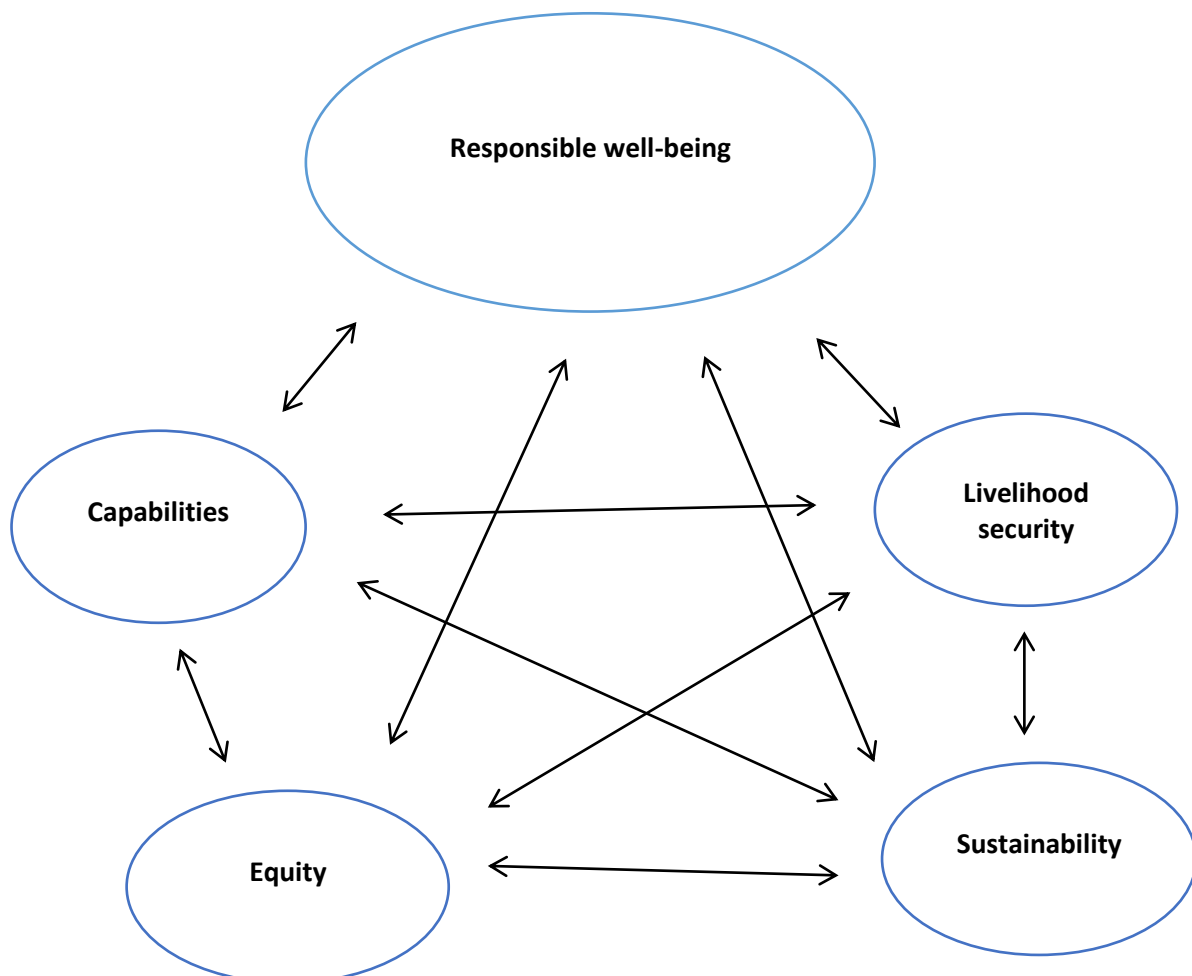 Responsible well-being
Capabilities
Livelihood
security
Equity
Sustainability